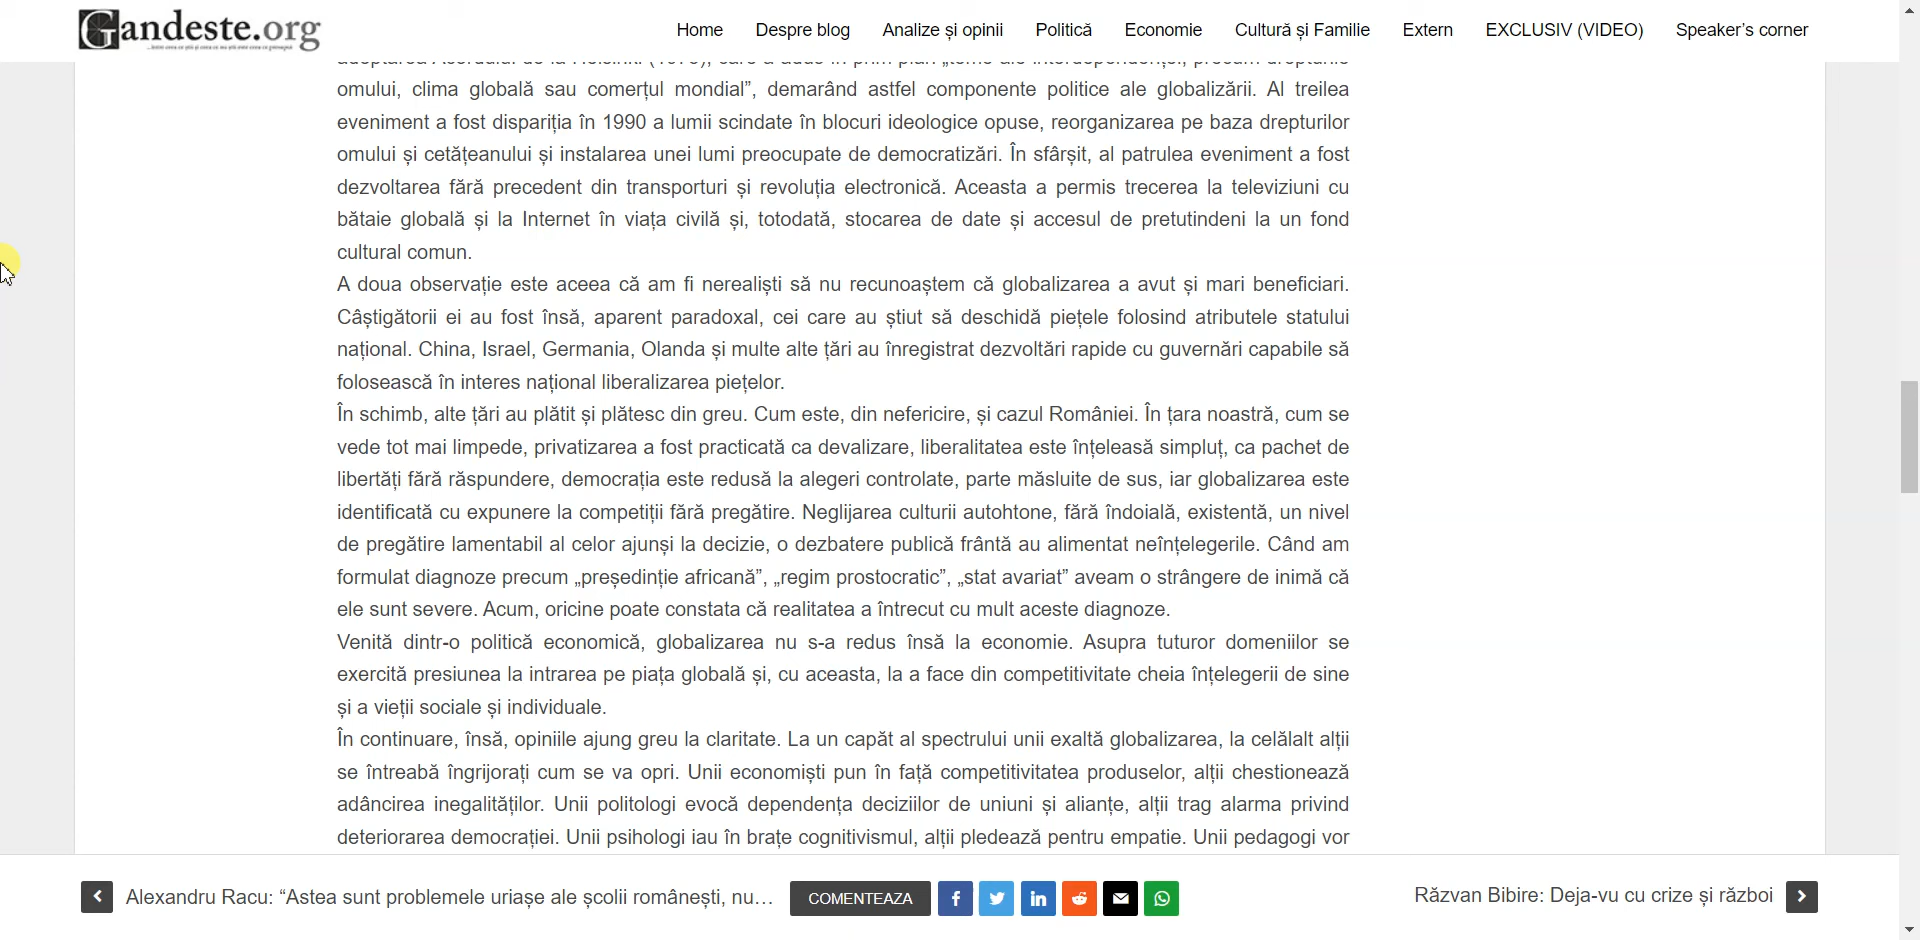 Gandeste.org
Home Despre blog Analize și opinii Politică Economie Cultură și Familie Extern EXCLUSIV (VIDEO) Speaker’s corner
omului, clima globală sau comerțul mondial”, demarând astfel componente politice ale globalizării. Al treilea
eveniment a fost dispariția în 1990 a lumii scindate în blocuri ideologice opuse, reorganizarea pe baza drepturilor
omului și cetățeanului și instalarea unei lumi preocupate de democratizări. În sfârșit, al patrulea eveniment a fost
dezvoltarea fără precedent din transporturi și revoluția electronică. Aceasta a permis trecerea la televiziuni cu
bătaie globală și la Internet în viața civilă și, totodată, stocarea de date și accesul de pretutindeni la un fond
cultural comun.
A doua observație este aceea că am fi nerealiști să nu recunoaștem că globalizarea a avut și mari beneficiari.
Câștigătorii ei au fost însă, aparent paradoxal, cei care au știut să deschidă piețele folosind atributele statului
național. China, Israel, Germania, Olanda și multe alte țări au înregistrat dezvoltări rapide cu guvernări capabile să
folosească în interes național liberalizarea piețelor.
În schimb, alte țări au plătit și plătesc din greu. Cum este, din nefericire, și cazul României. În țara noastră, cum se
vede tot mai limpede, privatizarea a fost practicată ca devalizare, liberalitatea este înțeleasă simpluț, ca pachet de
libertăți fără răspundere, democrația este redusă la alegeri controlate, parte măsluite de sus, iar globalizarea este
identificată cu expunere la competiții fără pregătire. Neglijarea culturii autohtone, fără îndoială, existentă, un nivel
de pregătire lamentabil al celor ajunși la decizie, o dezbatere publică frântă au alimentat neînțelegerile. Când am
formulat diagnoze precum „președinție africană”, „regim prostocratic”, „stat avariat” aveam o strângere de inimă că
ele sunt severe. Acum, oricine poate constata că realitatea a întrecut cu mult aceste diagnoze.
Venită dintr-o politică economică, globalizarea nu s-a redus însă la economie. Asupra tuturor domeniilor se
exercită presiunea la intrarea pe piața globală și, cu aceasta, la a face din competitivitate cheia înțelegerii de sine
și a vieții sociale și individuale.
În continuare, însă, opiniile ajung greu la claritate. La un capăt al spectrului unii exaltă globalizarea, la celălalt alții
se întreabă îngrijorați cum se va opri. Unii economiști pun în față competitivitatea produselor, alții chestionează
adâncirea inegalităților. Unii politologi evocă dependența deciziilor de uniuni și alianțe, alții trag alarma privind
deteriorarea democrației. Unii psihologi iau în brațe cognitivismul, alții pledează pentru empatie. Unii pedagogi vor
Alexandru Racu: “Astea sunt problemele uriașe ale școlii românești, nu... COMENTEAZA Răzvan Bibire: Deja-vu cu crize și război